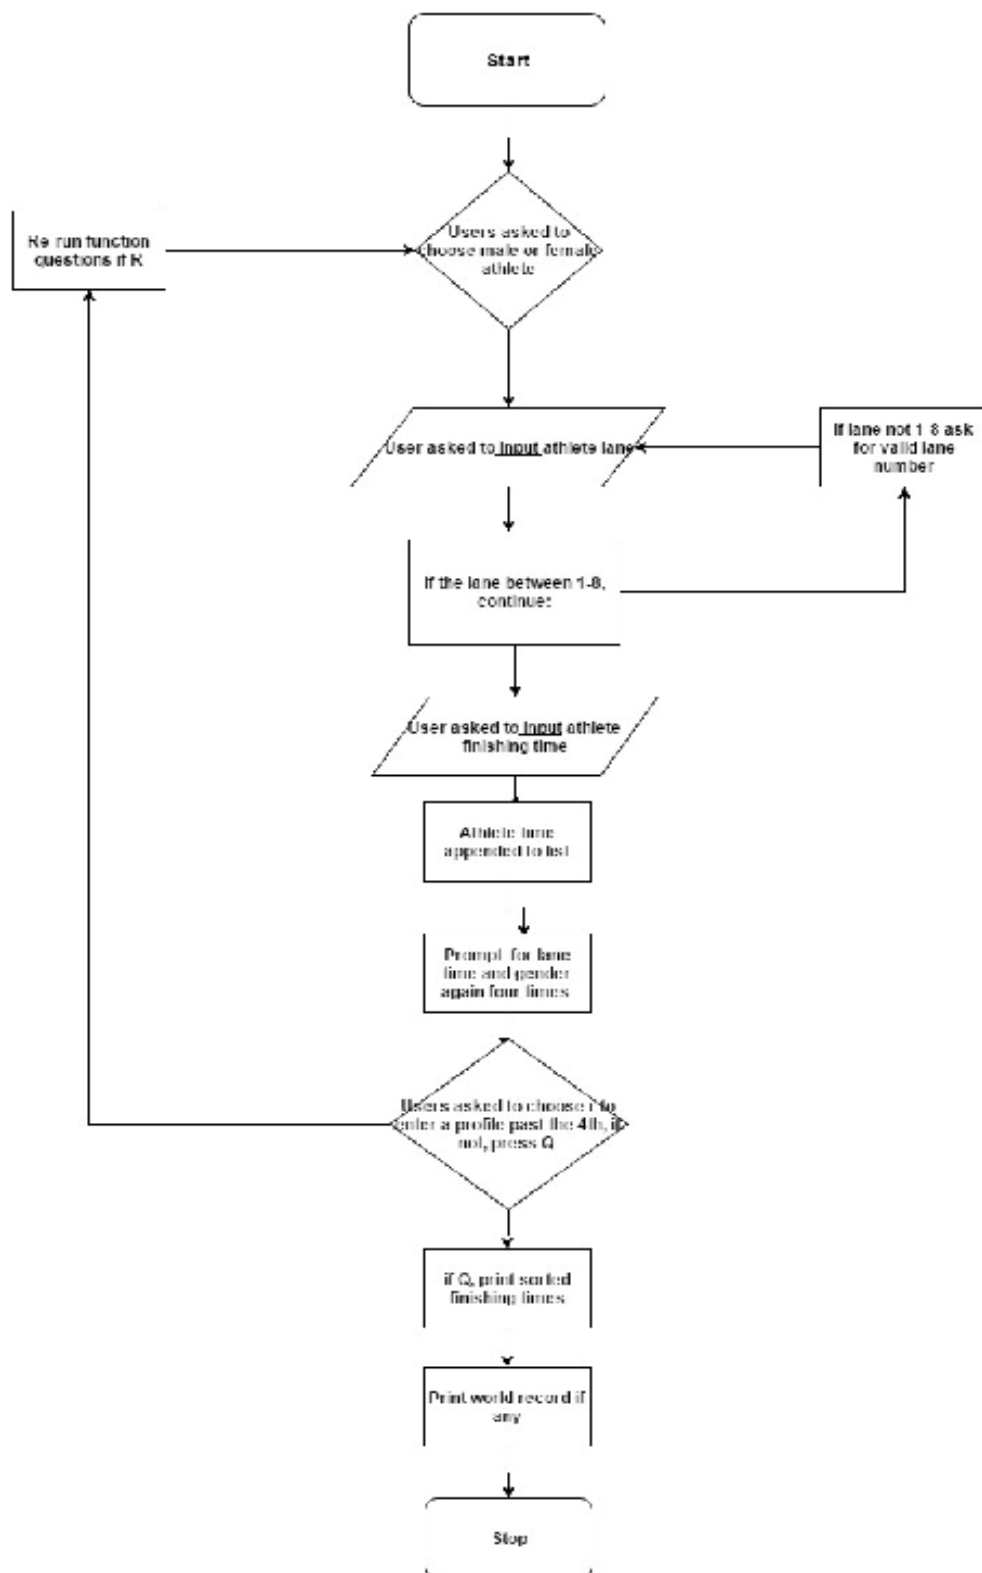 Start
Users asked to
choose male or female
athlete
Re run function
questions if R
User asked to input athlete lane
If lane not 1 8 ask
for valid lane
number
If the lane between 1-8,
continue:
User asked to input athlete
finishing time
Athlete time
appended to list
Prompt for lane
time and gender
again four times
Users asked to choose r to
enter a profile past the 4th, if
not, press Q
if Q, print sorted
finishing times
Print world record if
any
Stop